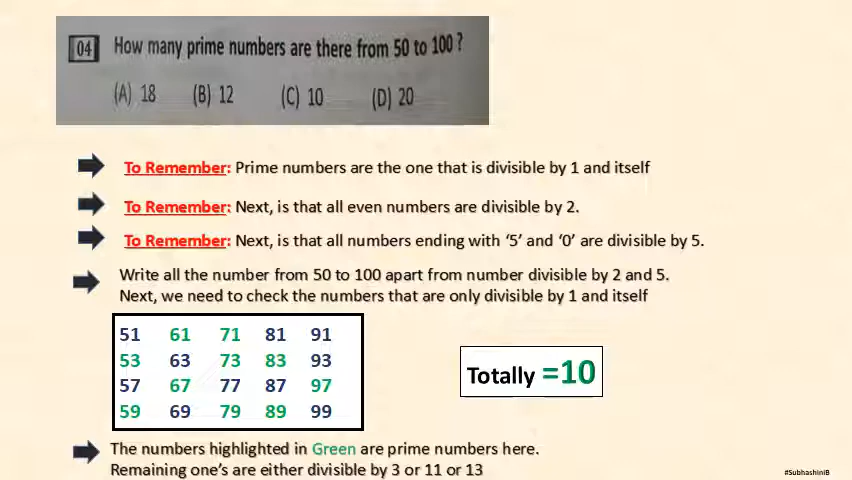 04 How many prime numbers are there from 50 to 100 ?
(A) 18 (B) 12 (C) 10 (D) 20
To Remember: Prime numbers are the one that is divisible by 1 and itself
To Remember: Next, is that all even numbers are divisible by 2.
To Remember: Next, is that all numbers ending with ‘5’ and ‘0’ are divisible by 5.
Write all the number from 50 to 100 apart from number divisible by 2 and 5.
Next, we need to check the numbers that are only divisible by 1 and itself
51 61 71 81 91
53 63 73 83 93
57 67 77 87 97
59 69 79 89 99
Totally =10
The numbers highlighted in Green are prime numbers here.
Remaining one’s are either divisible by 3 or 11 or 13
#SubhashiniB